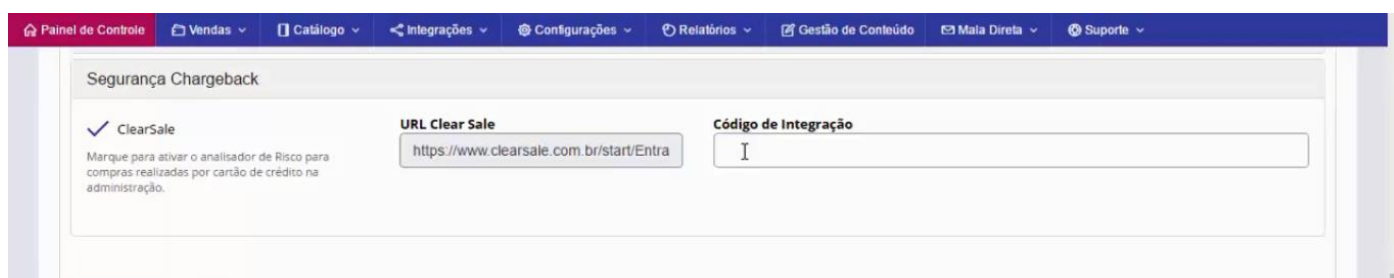 Painel de Controle Vendas Catálogo Integrações Configurações Relatórios Gestão de Conteúdo Mala Direta Suporte
Segurança Chargeback
ClearSale
Marque para ativar o analisador de Risco para
compras realizadas por cartão de crédito na
administração.
URL Clear Sale
https://www.clearsale.com.br/start/Entra
Código de Integração